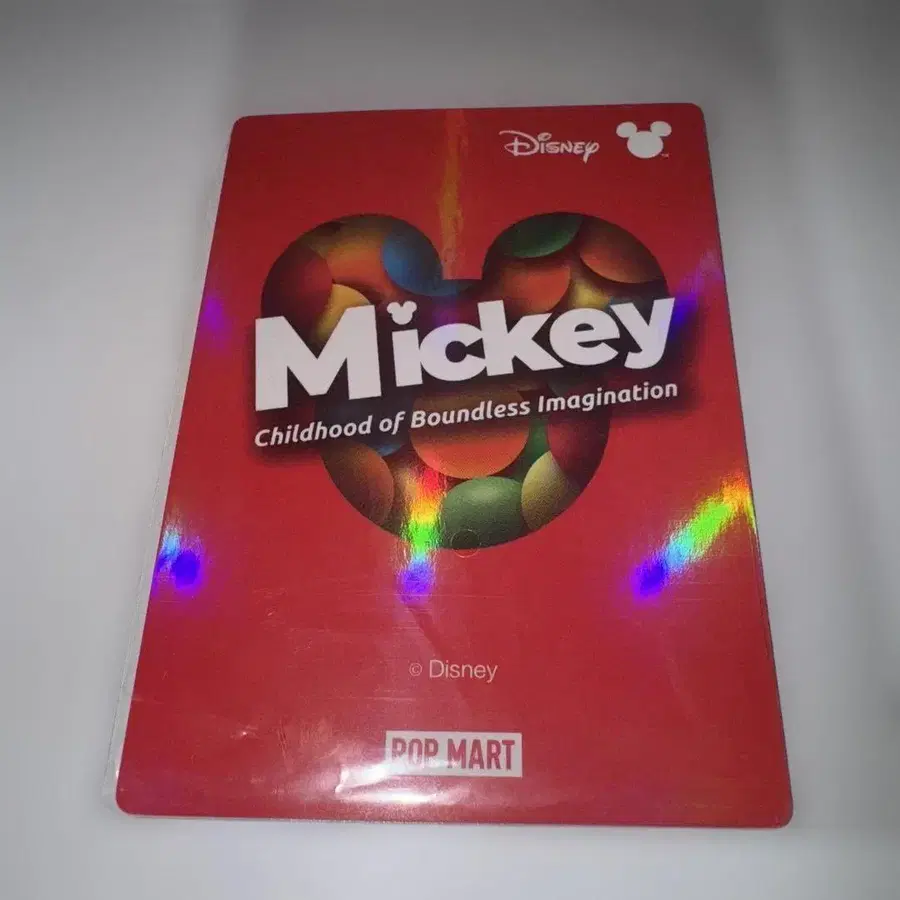 Disney
Mickey
Childhood of Boundless Imagination
© Disney
POP MART